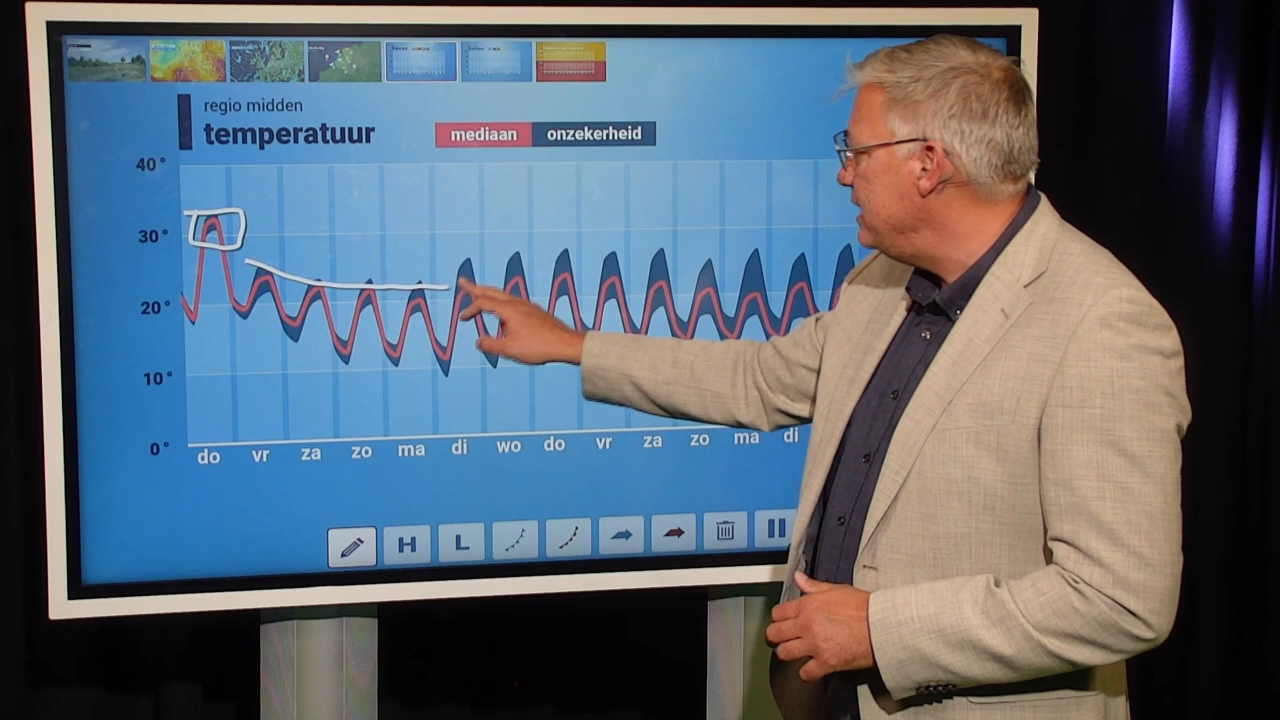 regio midden
temperatuur
mediaan onzekerheid
40°
30°
20°
10°
0°
do vr za zo ma di wo do vr za zo ma di
H L